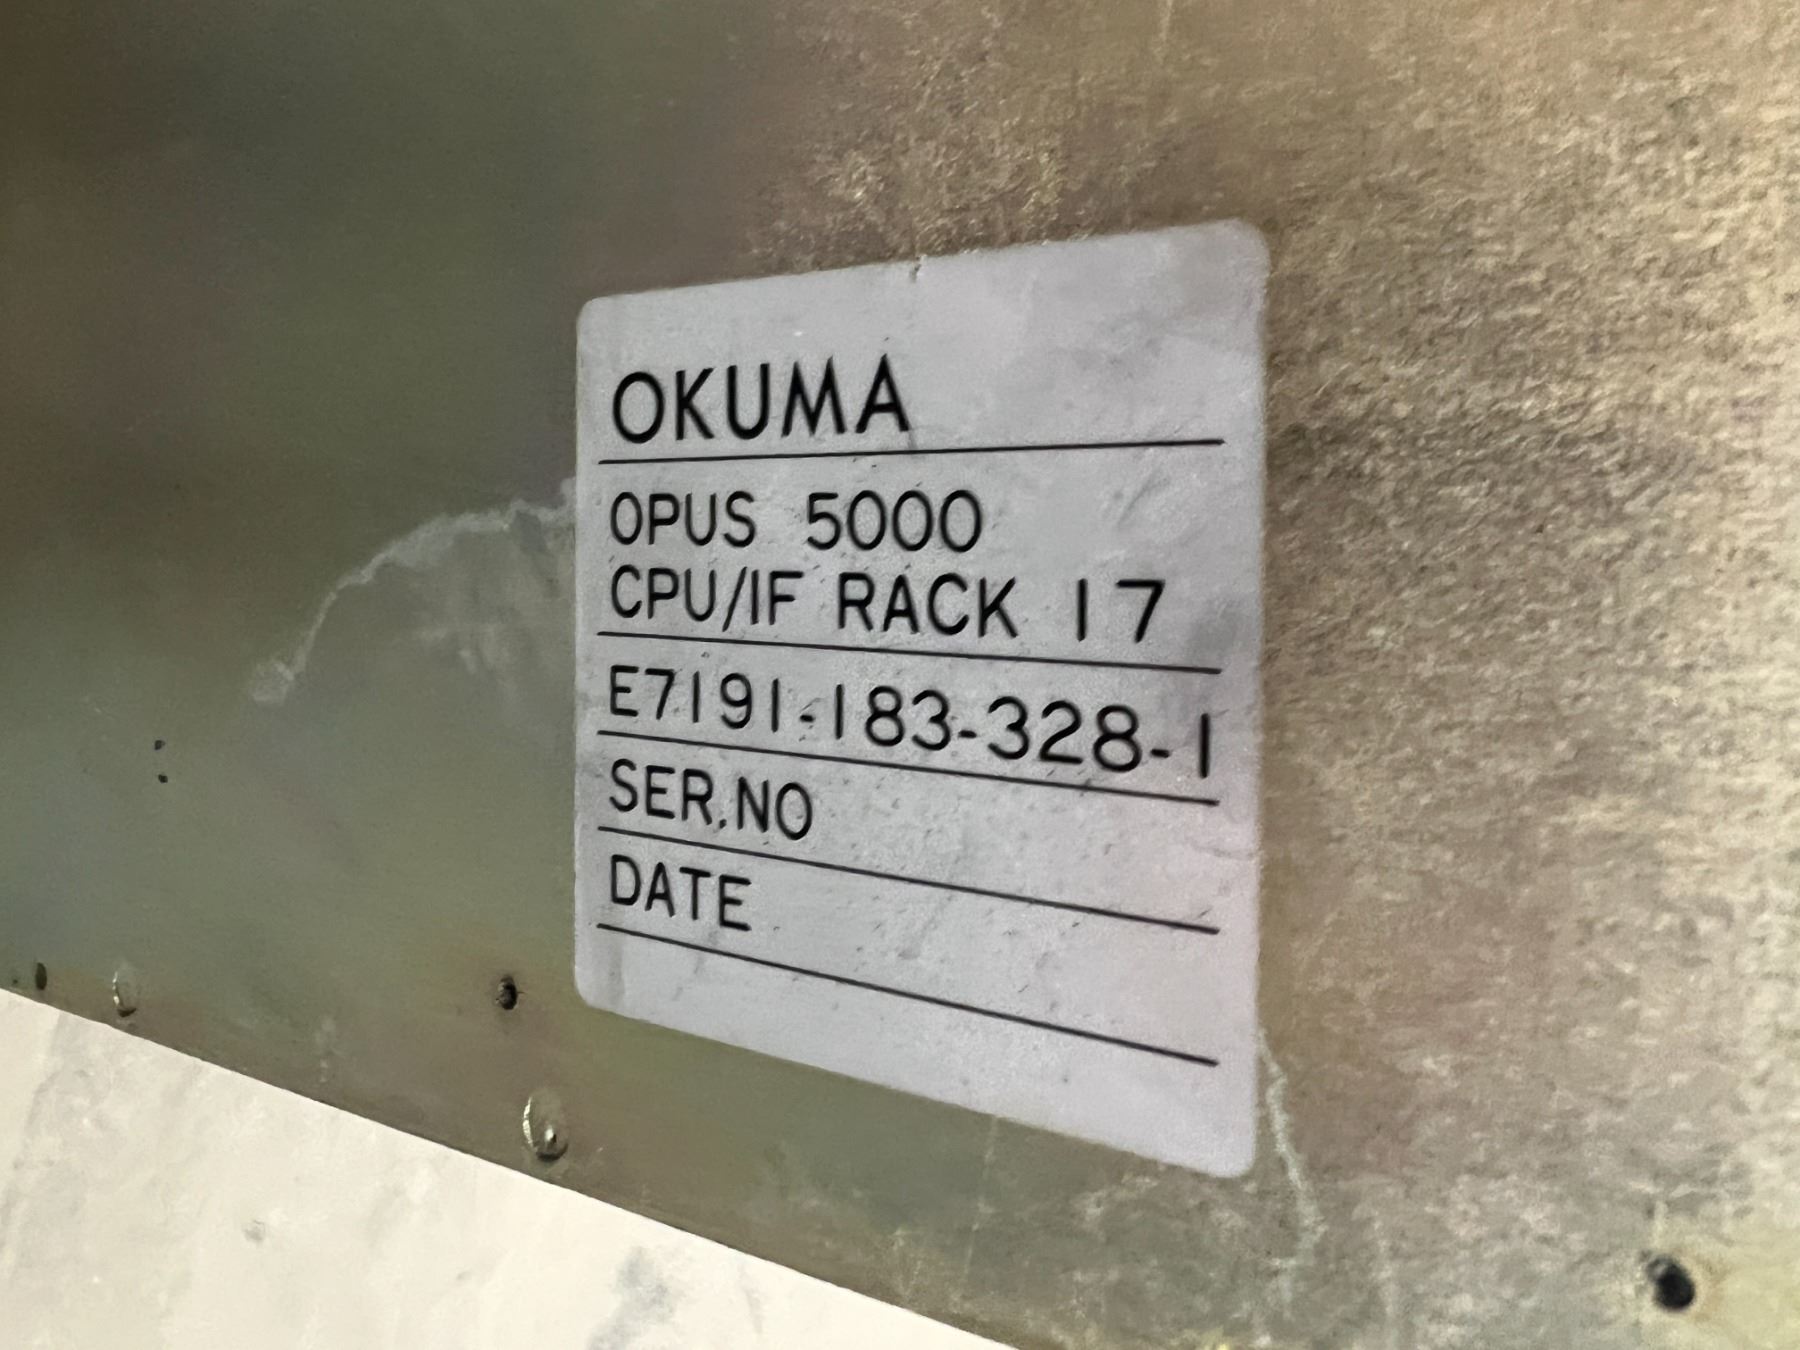 OKUMA
OPUS 5000
CPU/IF RACK 17
E7191-183-328-1
SER.NO
DATE